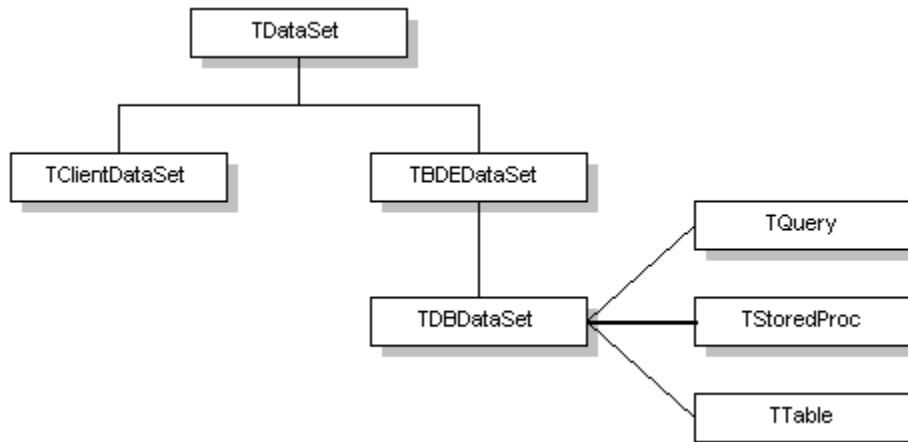 TDataSet
TClientDataSet
TBDEDataSet
TQuery
TDBDataSet
TStoredProc
TTable